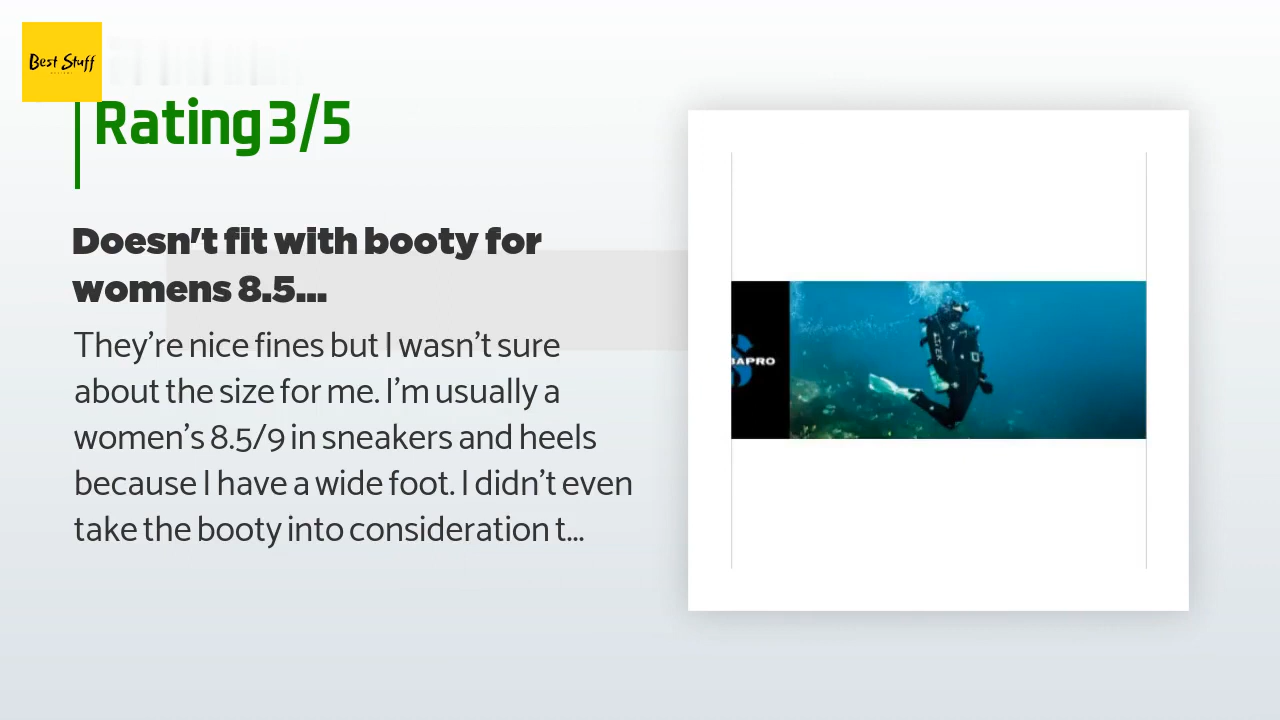 Best Stuff
Rating 3/5
Doesn't fit with booty for
womens 8.5...
They're nice fines but I wasn't sure
about the size for me. I'm usually a
women's 8.5/9 in sneakers and heels
because I have a wide foot. I didn't even
take the booty into consideration t...
BAPRO